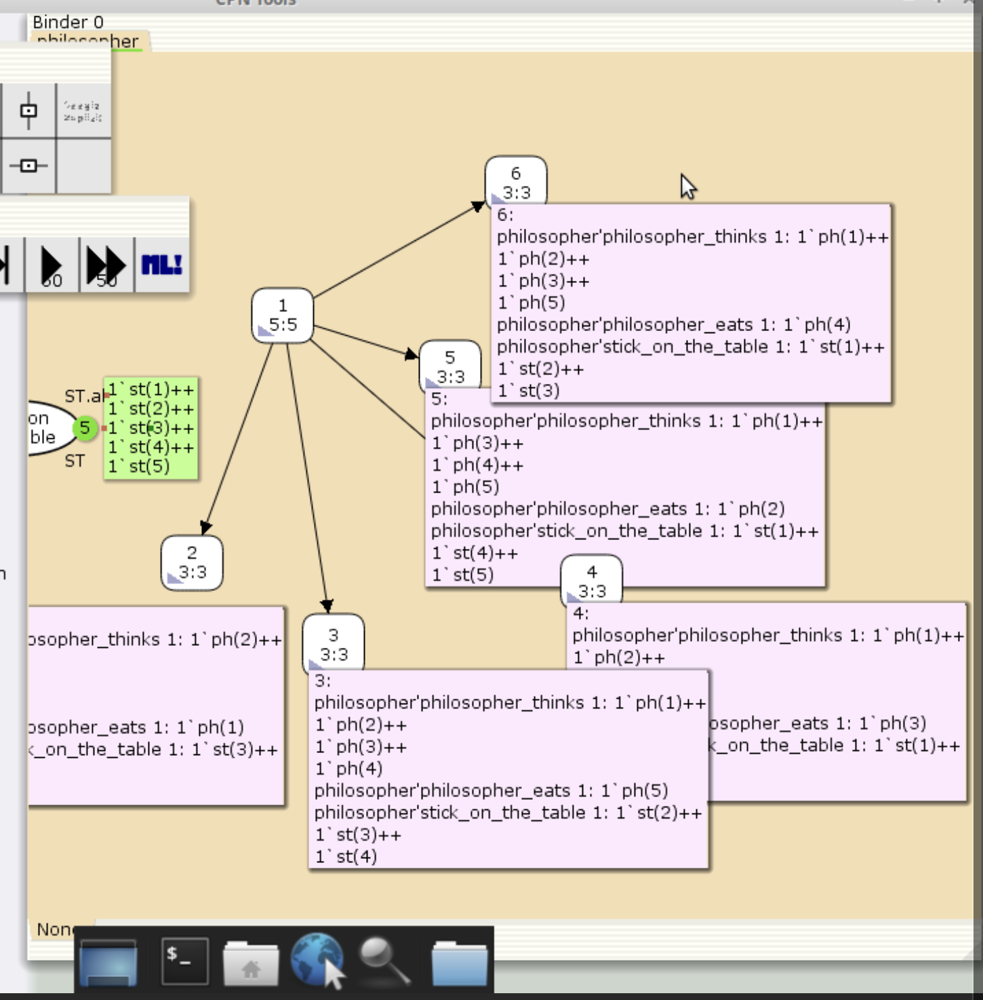 CPN Tools
Binder 0
philosopher
50
50
ML!
6
3:3
6:
philosopher'philosopher_thinks 1: 1`ph(1)++
1`ph(2)++
1`ph(3)++
1`ph(5)
philosopher'philosopher_eats 1: 1`ph(4)
philosopher'stick_on_the_table 1: 1`st(1)++
1`st(2)++
1`st(3)
1
5:5
5
3:3
5:
philosopher'philosopher_thinks 1: 1`ph(1)++
1`ph(3)++
1`ph(4)++
1`ph(5)
philosopher'philosopher_eats 1: 1`ph(2)
philosopher'stick_on_the_table 1: 1`st(1)++
1`st(4)++
1`st(5)
ST.al
on
ble
5
ST
1`st(1)++
1`st(2)++
1`st(3)++
1`st(4)++
1`st(5)
2
3:3
n
osopher_thinks 1: 1`ph(2)++
osopher_eats 1: 1`ph(1)
k_on_the_table 1: 1`st(3)++
4
3:3
4:
philosopher'philosopher_thinks 1: 1`ph(1)++
1`ph(2)++
osopher_eats 1: 1`ph(3)
k_on_the_table 1: 1`st(1)++
3
3:3
3:
philosopher'philosopher_thinks 1: 1`ph(1)++
1`ph(2)++
1`ph(3)++
1`ph(4)
philosopher'philosopher_eats 1: 1`ph(5)
philosopher'stick_on_the_table 1: 1`st(2)++
1`st(3)++
1`st(4)
None
$_